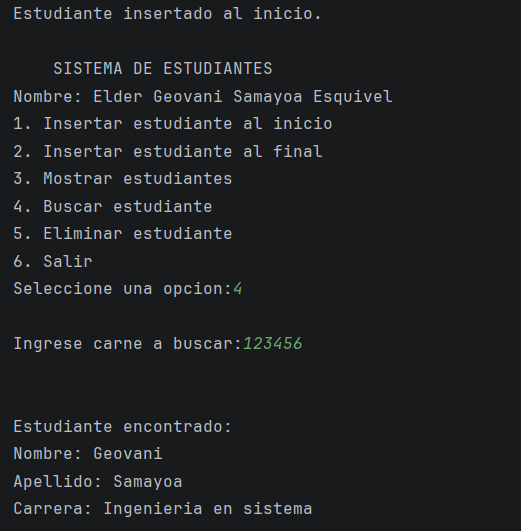 Estudiante insertado al inicio.
SISTEMA DE ESTUDIANTES
Nombre: Elder Geovani Samayoa Esquivel
1. Insertar estudiante al inicio
2. Insertar estudiante al final
3. Mostrar estudiantes
4. Buscar estudiante
5. Eliminar estudiante
6. Salir
Seleccione una opcion:4
Ingrese carne a buscar:123456
Estudiante encontrado:
Nombre: Geovani
Apellido: Samayoa
Carrera: Ingenieria en sistema